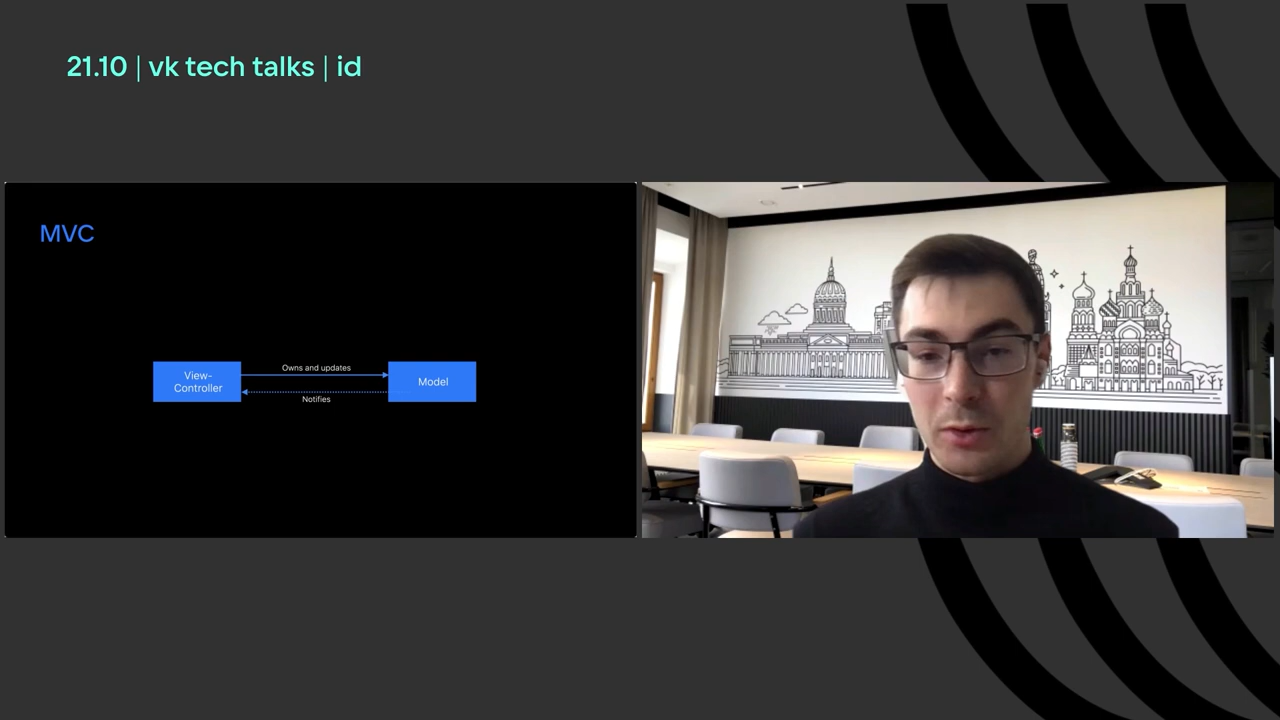 21.10 | vk tech talks | id
MVC
View-
Controller
Owns and updates
Notifies
Model